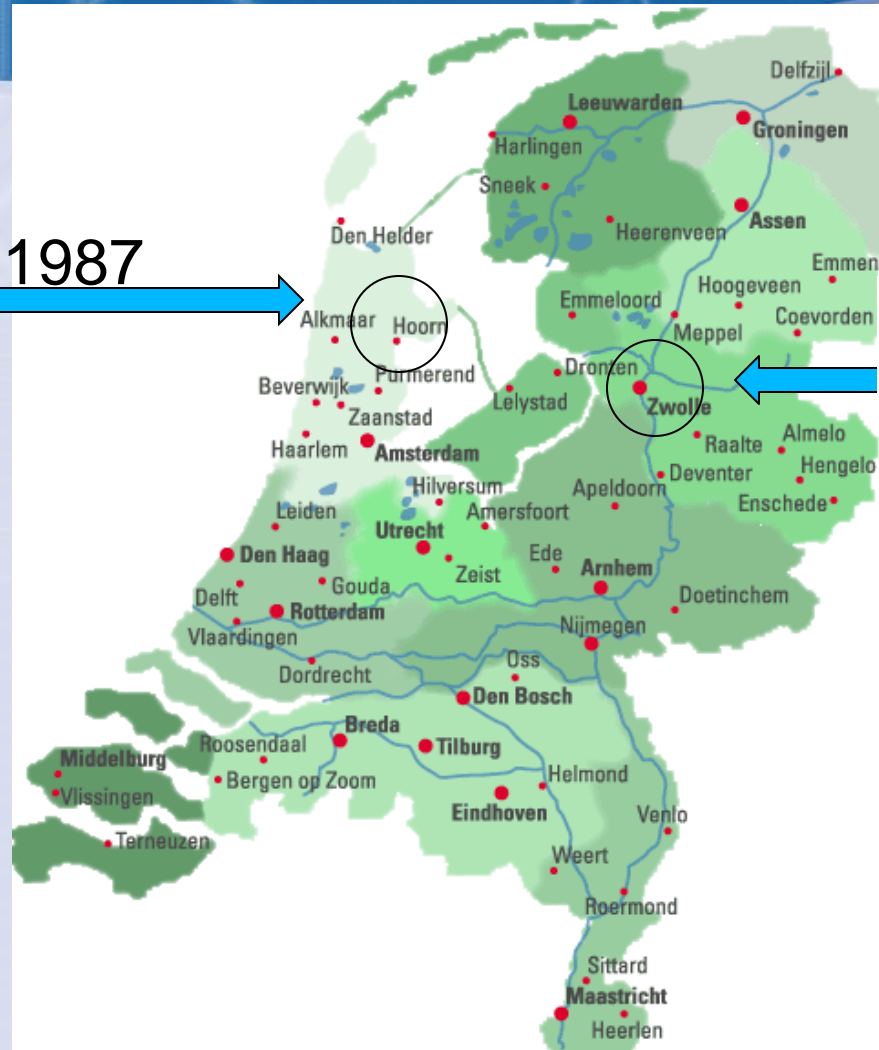 Delfzijl
Leeuwarden
Groningen
Harlingen
Sneek
Assen
Heerenveen
Den Helder
1987
Emmen
Hoogeveen
Emmeloord
Coevorden
Alkmaar
Hoorn
Meppel
Dronten
Purmerend
Beverwijk
Lelystad
Zwolle
Zaanstad
Raalte
Almelo
Haarlem
Amsterdam
Hengelo
Deventer
Hilversum
Apeldoorn
Enschede
Leiden
Amersfoort
Utrecht
Den Haag
Ede
Arnhem
Zeist
Gouda
Delft
Doetinchem
Rotterdam
Nijmegen
Vlaardingen
Oss
Dordrecht
Den Bosch
Breda
Roosendaal
Tilburg
Middelburg
Helmond
Bergen op Zoom
Vlissingen
Eindhoven
Venlo
Terneuzen
Weert
Roermond
Sittard
Maastricht
Heerlen